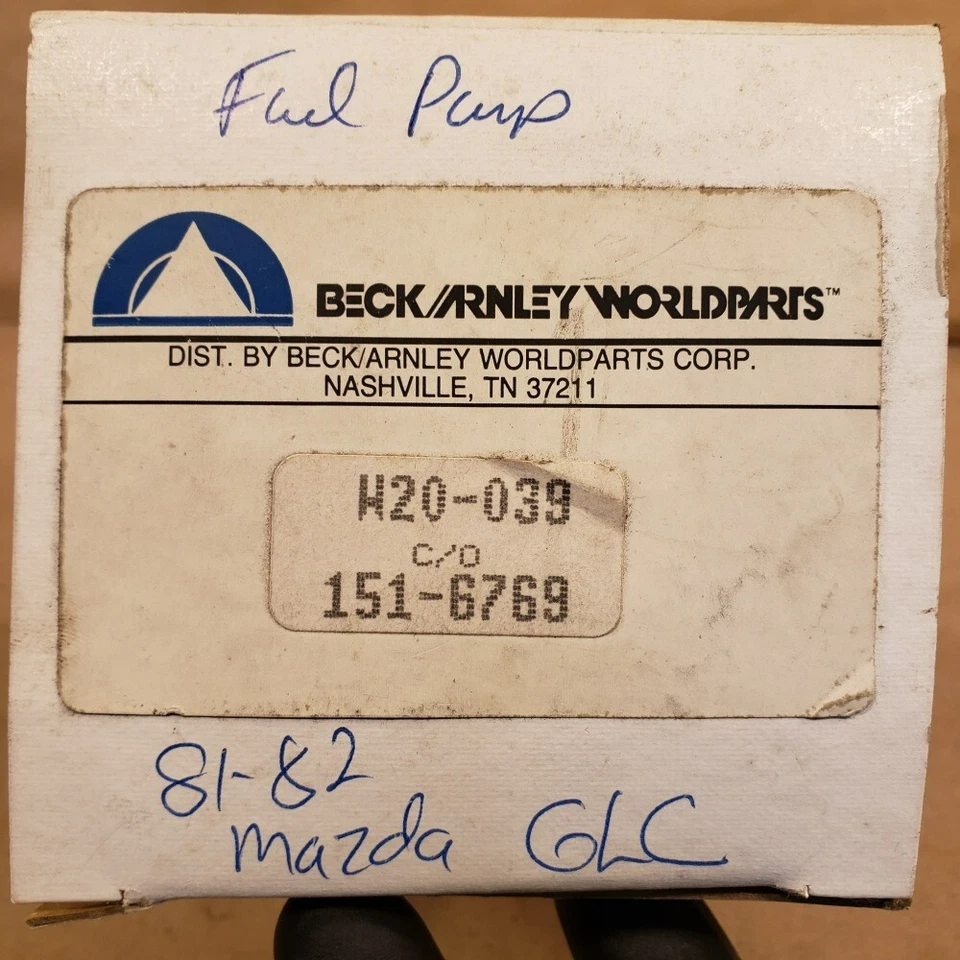 Fuel Pump
BECK/ARNLEY WORLDPARTS™
DIST. BY BECK/ARNLEY WORLDPARTS CORP.
NASHVILLE, TN 37211
H20-039
C/O
151-6769
81-82
Mazda GLC